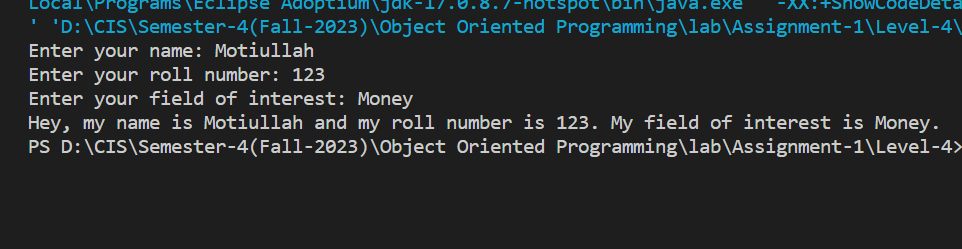 Local\Programs\Eclipse Adoptium\jdk-17.0.8.7-hotspot\bin\java.exe' '-XX:+ShowCodeDeta
' 'D:\CIS\Semester-4(Fall-2023)\Object Oriented Programming\lab\Assignment-1\Level-4\
Enter your name: Motiullah
Enter your roll number: 123
Enter your field of interest: Money
Hey, my name is Motiullah and my roll number is 123. My field of interest is Money.
PS D:\CIS\Semester-4(Fall-2023)\Object Oriented Programming\lab\Assignment-1\Level-4>